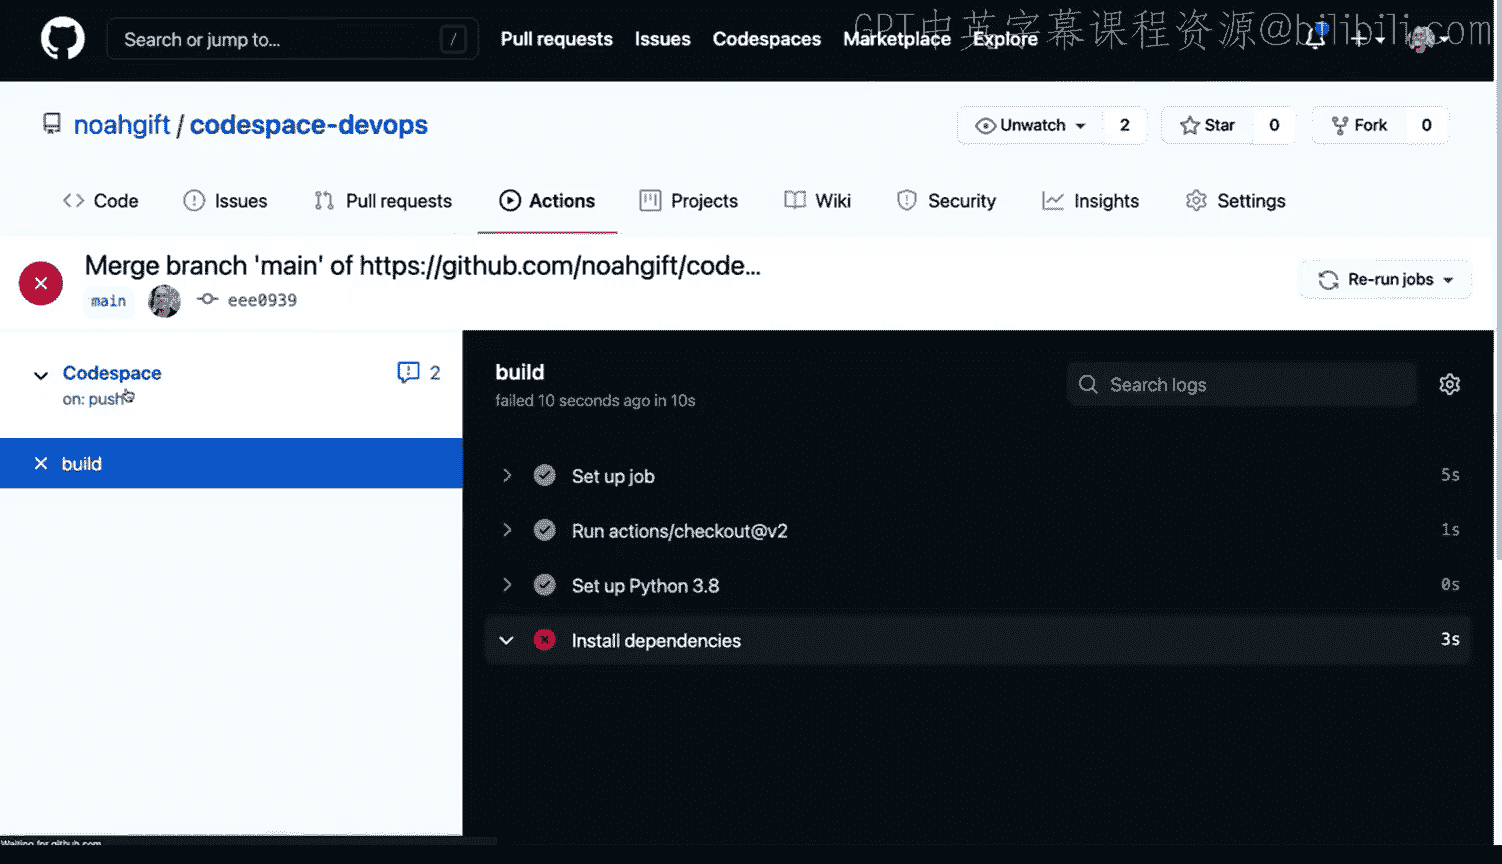 Search or jump to... / Pull requests Issues Codespaces Marketplace Explore
GPT中英字幕课程资源@bilibili.com
noahgift / codespace-devops Unwatch 2 Star 0 Fork 0
Code Issues Pull requests Actions Projects Wiki Security Insights Settings
Merge branch 'main' of https://github.com/noahgift/code...
main eee0939 Re-run jobs
Codespace 2
on: push
build
build
failed 10 seconds ago in 10s
Search logs
Set up job 5s
Run actions/checkout@v2 1s
Set up Python 3.8 0s
Install dependencies 3s
Waiting for github.com